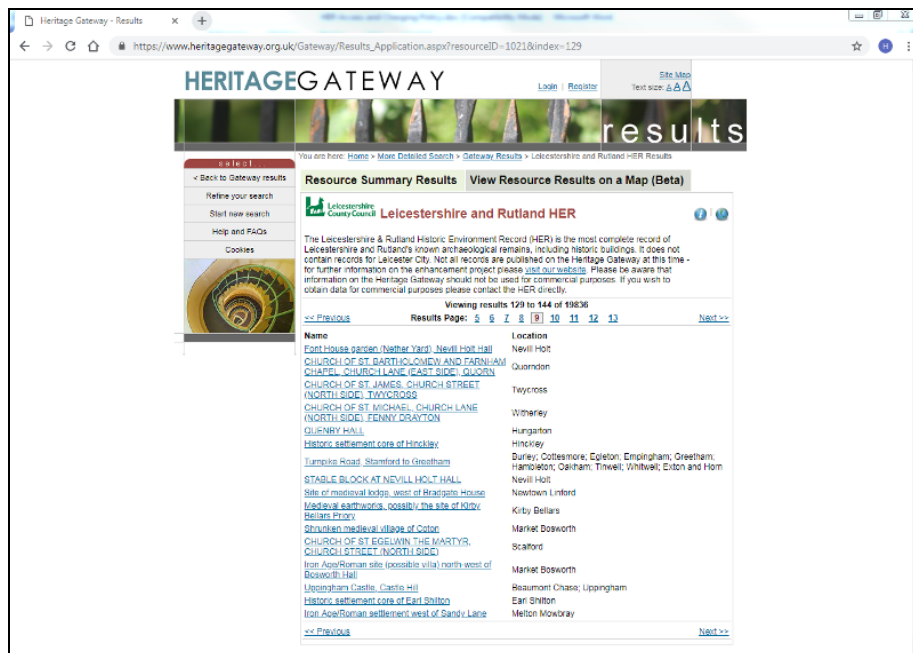 HER Access and Charging Policy.doc [Compatibility Mode] - Microsoft Word
Heritage Gateway - Results
https://www.heritagegateway.org.uk/Gateway/Results_Application.aspx?resourceID=1021&index=129
H
HERITAGEGATEWAY
Login | Register
Site Map
Text size: A A A
results
You are here: Home > More Detailed Search > Gateway Results > Leicestershire and Rutland HER Results
select...
< Back to Gateway results
Refine your search
Start new search
Help and FAQs
Cookies
Resource Summary Results
View Resource Results on a Map (Beta)
Leicestershire
County Council
Leicestershire and Rutland HER
The Leicestershire & Rutland Historic Environment Record (HER) is the most complete record of
Leicestershire and Rutland's known archaeological remains, including historic buildings. It does not
contain records for Leicester City. Not all records are published on the Heritage Gateway at this time -
for further information on the enhancement project please visit our website. Please be aware that
information on the Heritage Gateway should not be used for commercial purposes. If you wish to
obtain data for commercial purposes please contact the HER directly.
Viewing results 129 to 144 of 19836
<< Previous Results Page: 5 6 7 8 9 10 11 12 13 Next >>
Name Location
Font House garden (Nether Yard), Nevill Holt Hall Nevill Holt
CHURCH OF ST. BARTHOLOMEW AND FARNHAM
CHAPEL, CHURCH LANE (EAST SIDE), QUORN Quorndon
CHURCH OF ST. JAMES, CHURCH STREET
(NORTH SIDE), TWYCROSS Twycross
CHURCH OF ST. MICHAEL, CHURCH LANE
(NORTH SIDE), FENNY DRAYTON Witherley
QUENBY HALL Hungarton
Historic settlement core of Hinckley Hinckley
Turnpike Road, Stamford to Greetham Burley; Cottesmore; Egleton; Empingham; Greetham;
Hambleton; Oakham; Tinwell; Whitwell; Exton and Horn
STABLE BLOCK AT NEVILL HOLT HALL Nevill Holt
Site of medieval lodge, west of Bradgate House Newtown Linford
Medieval earthworks, possibly the site of Kirby
Bellars Priory Kirby Bellars
Shrunken medieval village of Coton Market Bosworth
CHURCH OF ST EGELWIN THE MARTYR,
CHURCH STREET (NORTH SIDE) Scalford
Iron Age/Roman site (possible villa) north-west of
Bosworth Hall Market Bosworth
Uppingham Castle, Castle Hill Beaumont Chase; Uppingham
Historic settlement core of Earl Shilton Earl Shilton
Iron Age/Roman settlement west of Sandy Lane Melton Mowbray
<< Previous Next >>